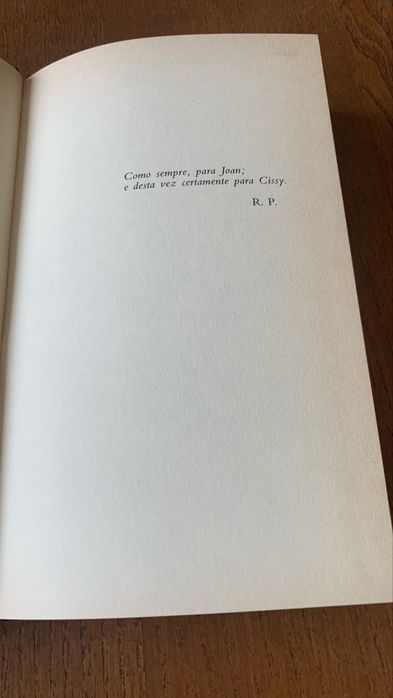 Como sempre, para Joan;
e desta vez certamente para Cissy.
R. P.